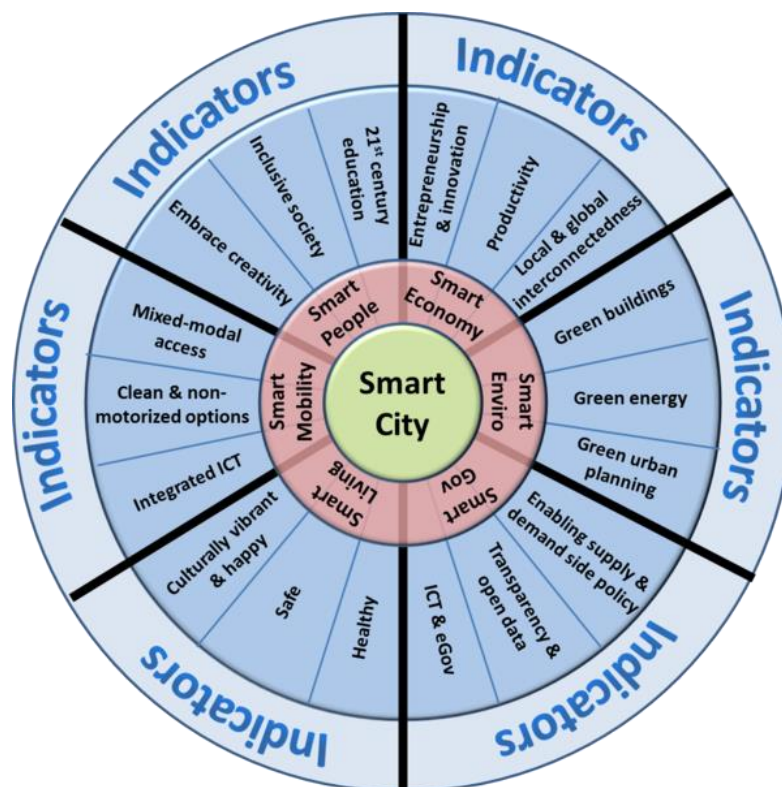 Indicators
Indicators
Indicators
Indicators
Indicators
Indicators
Smart
City
Smart
People
Smart
Economy
Smart
Enviro
Smart
Gov
Smart
Living
Smart
Mobility
Embrace creativity
Inclusive society
21st century
education
Entrepreneurship
& innovation
Productivity
Local & global
interconnectedness
Green buildings
Green energy
Green urban
planning
Enabling supply &
demand side policy
Transparency &
open data
ICT & eGov
Healthy
Safe
Culturally vibrant
& happy
Integrated ICT
Clean & non-
motorized options
Mixed-modal
access